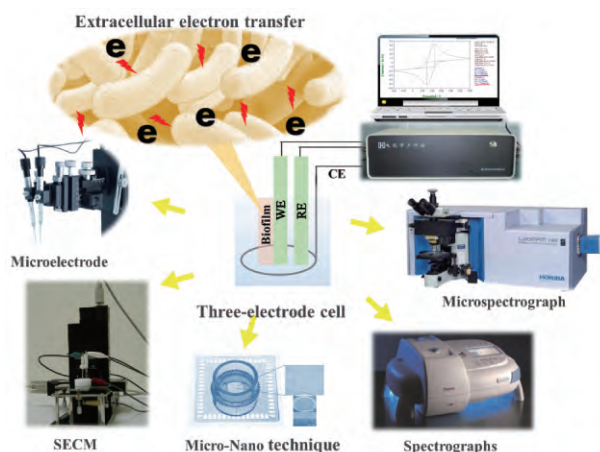 Extracellular electron transfer
e
e
e
e
e
e
CE
Biofilm
WE
RE
Microelectrode
HORIBA
Microspectrograph
Three-electrode cell
SECM
Micro-Nano technique
Spectrographs